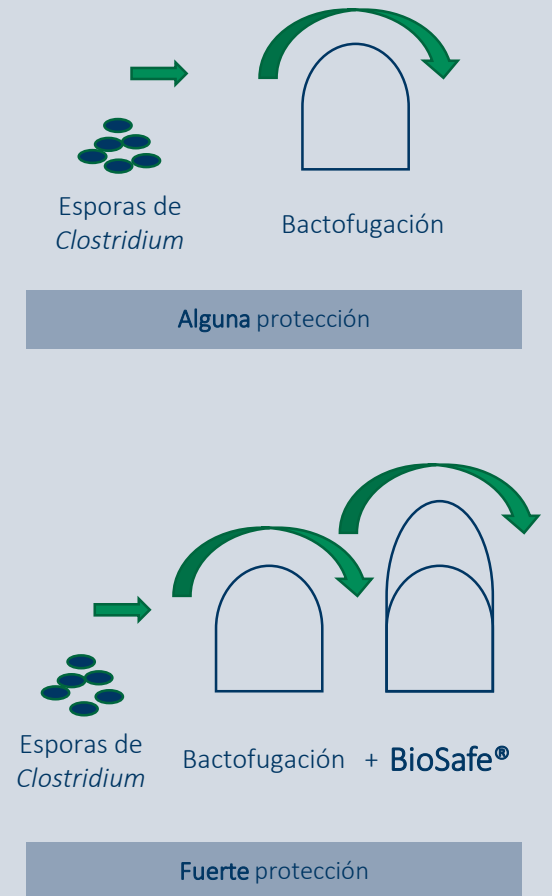 Esporas de
Clostridium
Bactofugación
Alguna protección
Esporas de
Clostridium
Bactofugación + BioSafe®
Fuerte protección